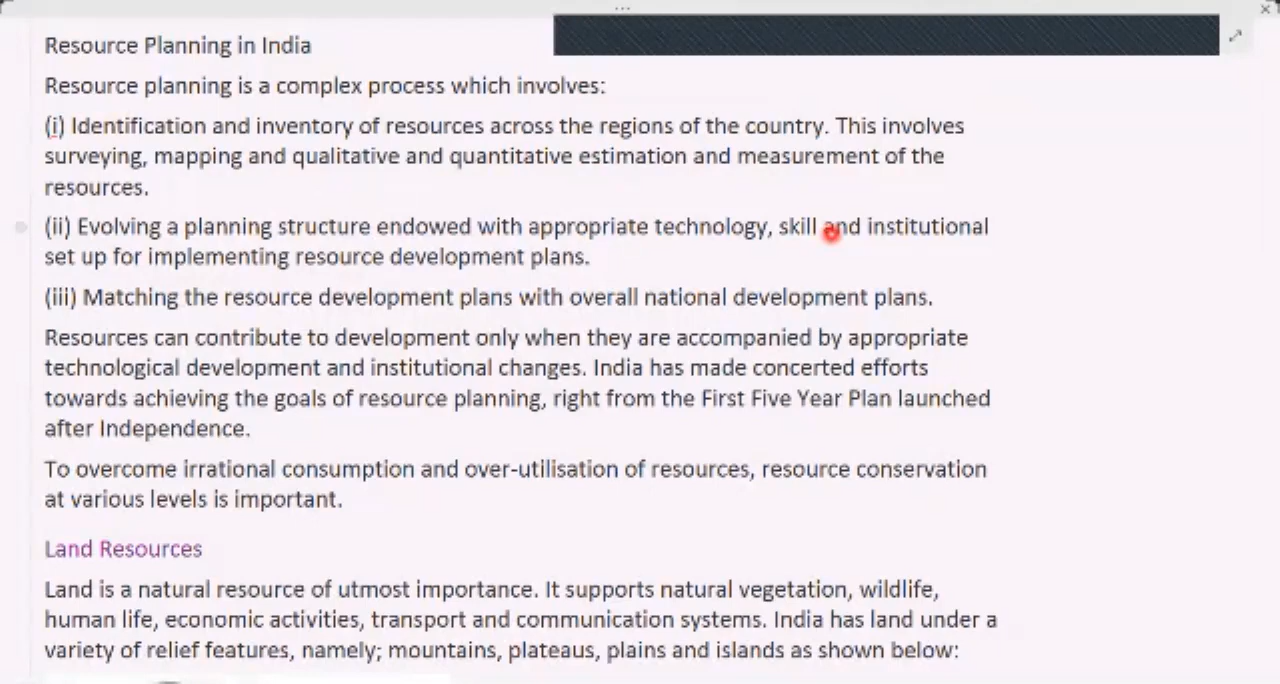 Resource Planning in India
Resource planning is a complex process which involves:
(i) Identification and inventory of resources across the regions of the country. This involves
surveying, mapping and qualitative and quantitative estimation and measurement of the
resources.
(ii) Evolving a planning structure endowed with appropriate technology, skill and institutional
set up for implementing resource development plans.
(iii) Matching the resource development plans with overall national development plans.
Resources can contribute to development only when they are accompanied by appropriate
technological development and institutional changes. India has made concerted efforts
towards achieving the goals of resource planning, right from the First Five Year Plan launched
after Independence.
To overcome irrational consumption and over-utilisation of resources, resource conservation
at various levels is important.
Land Resources
Land is a natural resource of utmost importance. It supports natural vegetation, wildlife,
human life, economic activities, transport and communication systems. India has land under a
variety of relief features, namely; mountains, plateaus, plains and islands as shown below: